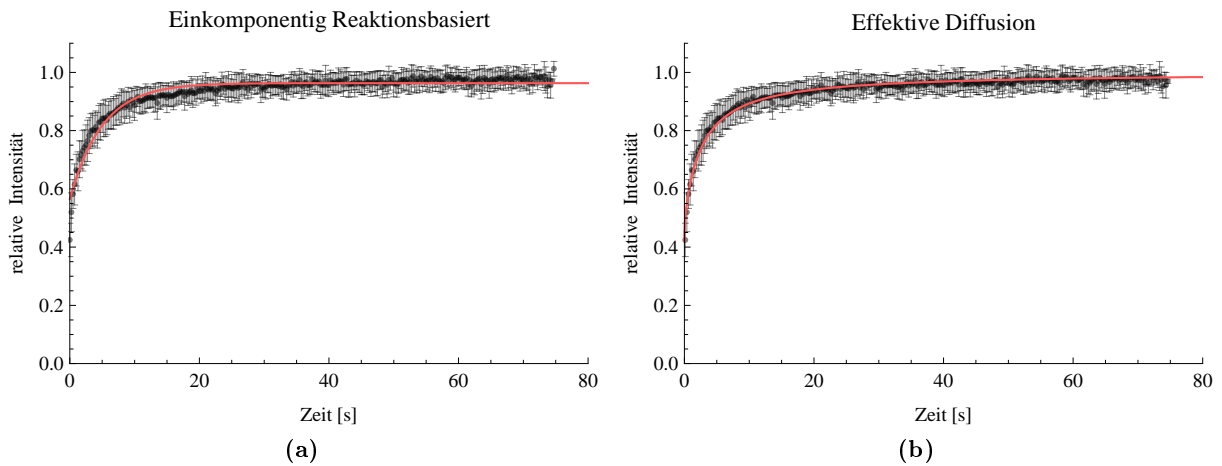 Einkomponentig Reaktionsbasiert
1.0
0.8
0.6
0.4
0.2
0.0
relative Intensität
0 20 40 60 80
Zeit [s]
(a)
Effektive Diffusion
1.0
0.8
0.6
0.4
0.2
0.0
relative Intensität
0 20 40 60 80
Zeit [s]
(b)